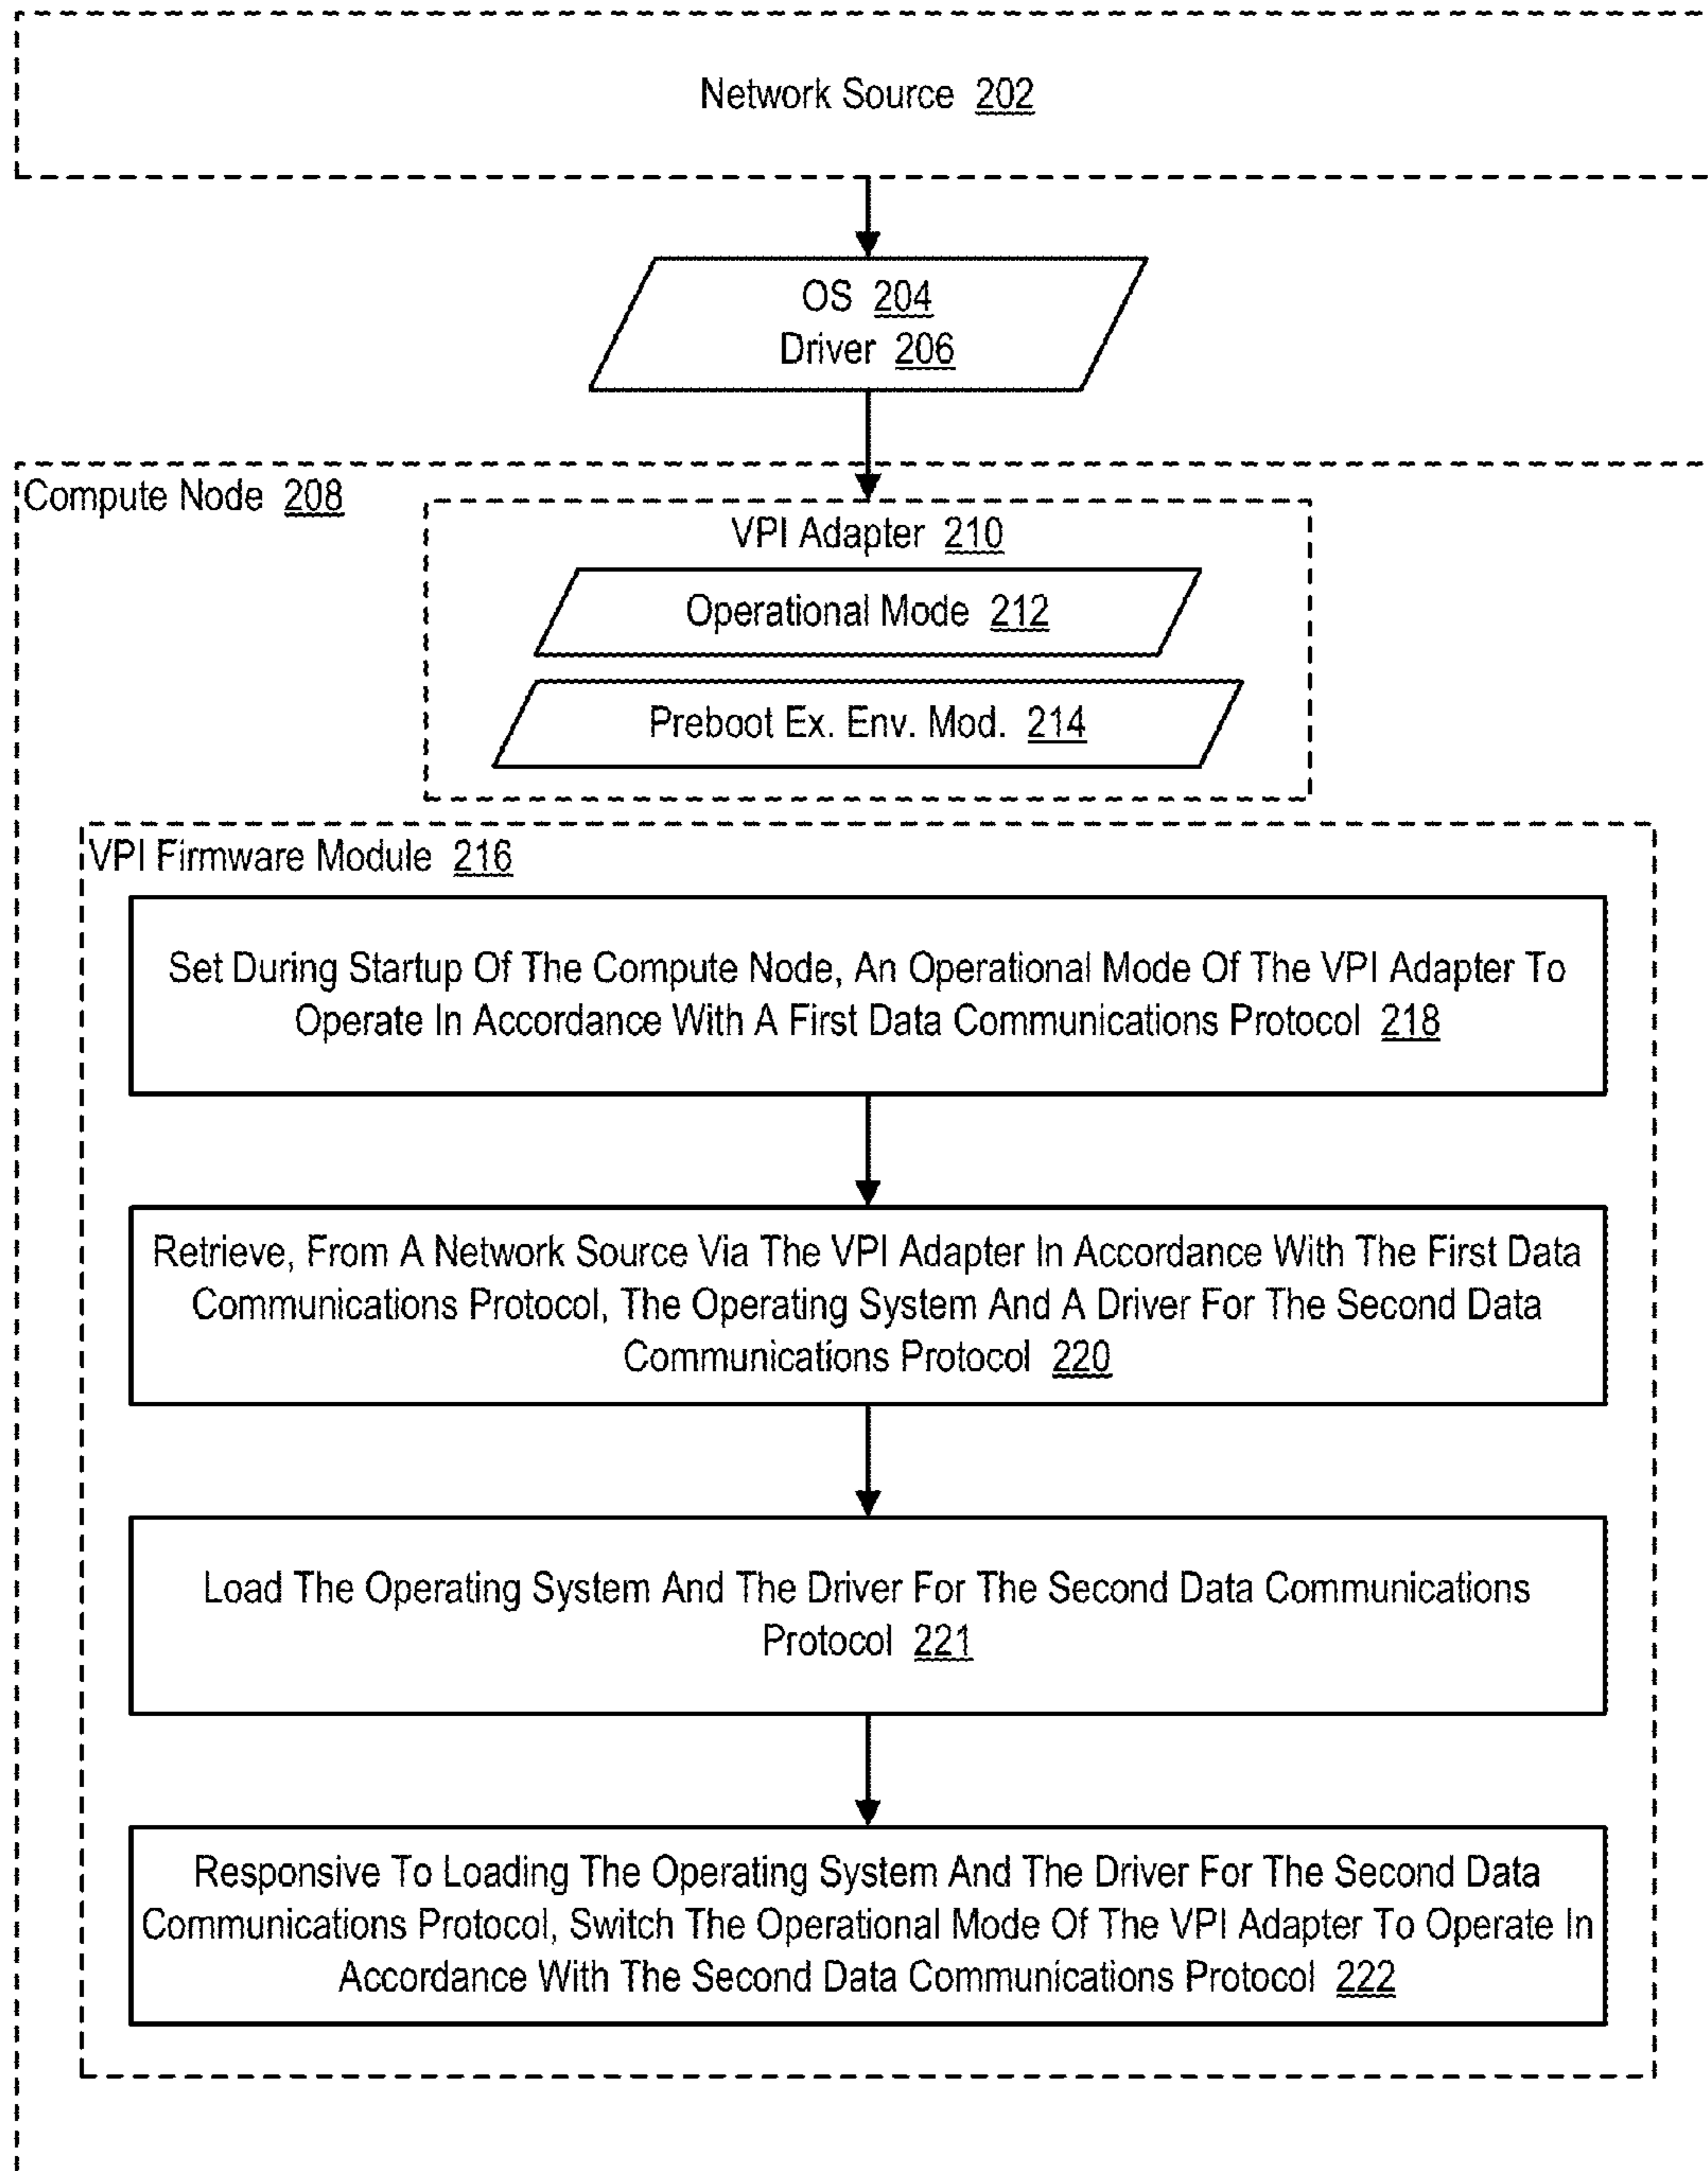 Network Source 202
OS 204
Driver 206
Compute Node 208
VPI Adapter 210
Operational Mode 212
Preboot Ex. Env. Mod. 214
VPI Firmware Module 216
Set During Startup Of The Compute Node, An Operational Mode Of The VPI Adapter To
Operate In Accordance With A First Data Communications Protocol 218
Retrieve, From A Network Source Via The VPI Adapter In Accordance With The First Data
Communications Protocol, The Operating System And A Driver For The Second Data
Communications Protocol 220
Load The Operating System And The Driver For The Second Data Communications
Protocol 221
Responsive To Loading The Operating System And The Driver For The Second Data
Communications Protocol, Switch The Operational Mode Of The VPI Adapter To Operate In
Accordance With The Second Data Communications Protocol 222